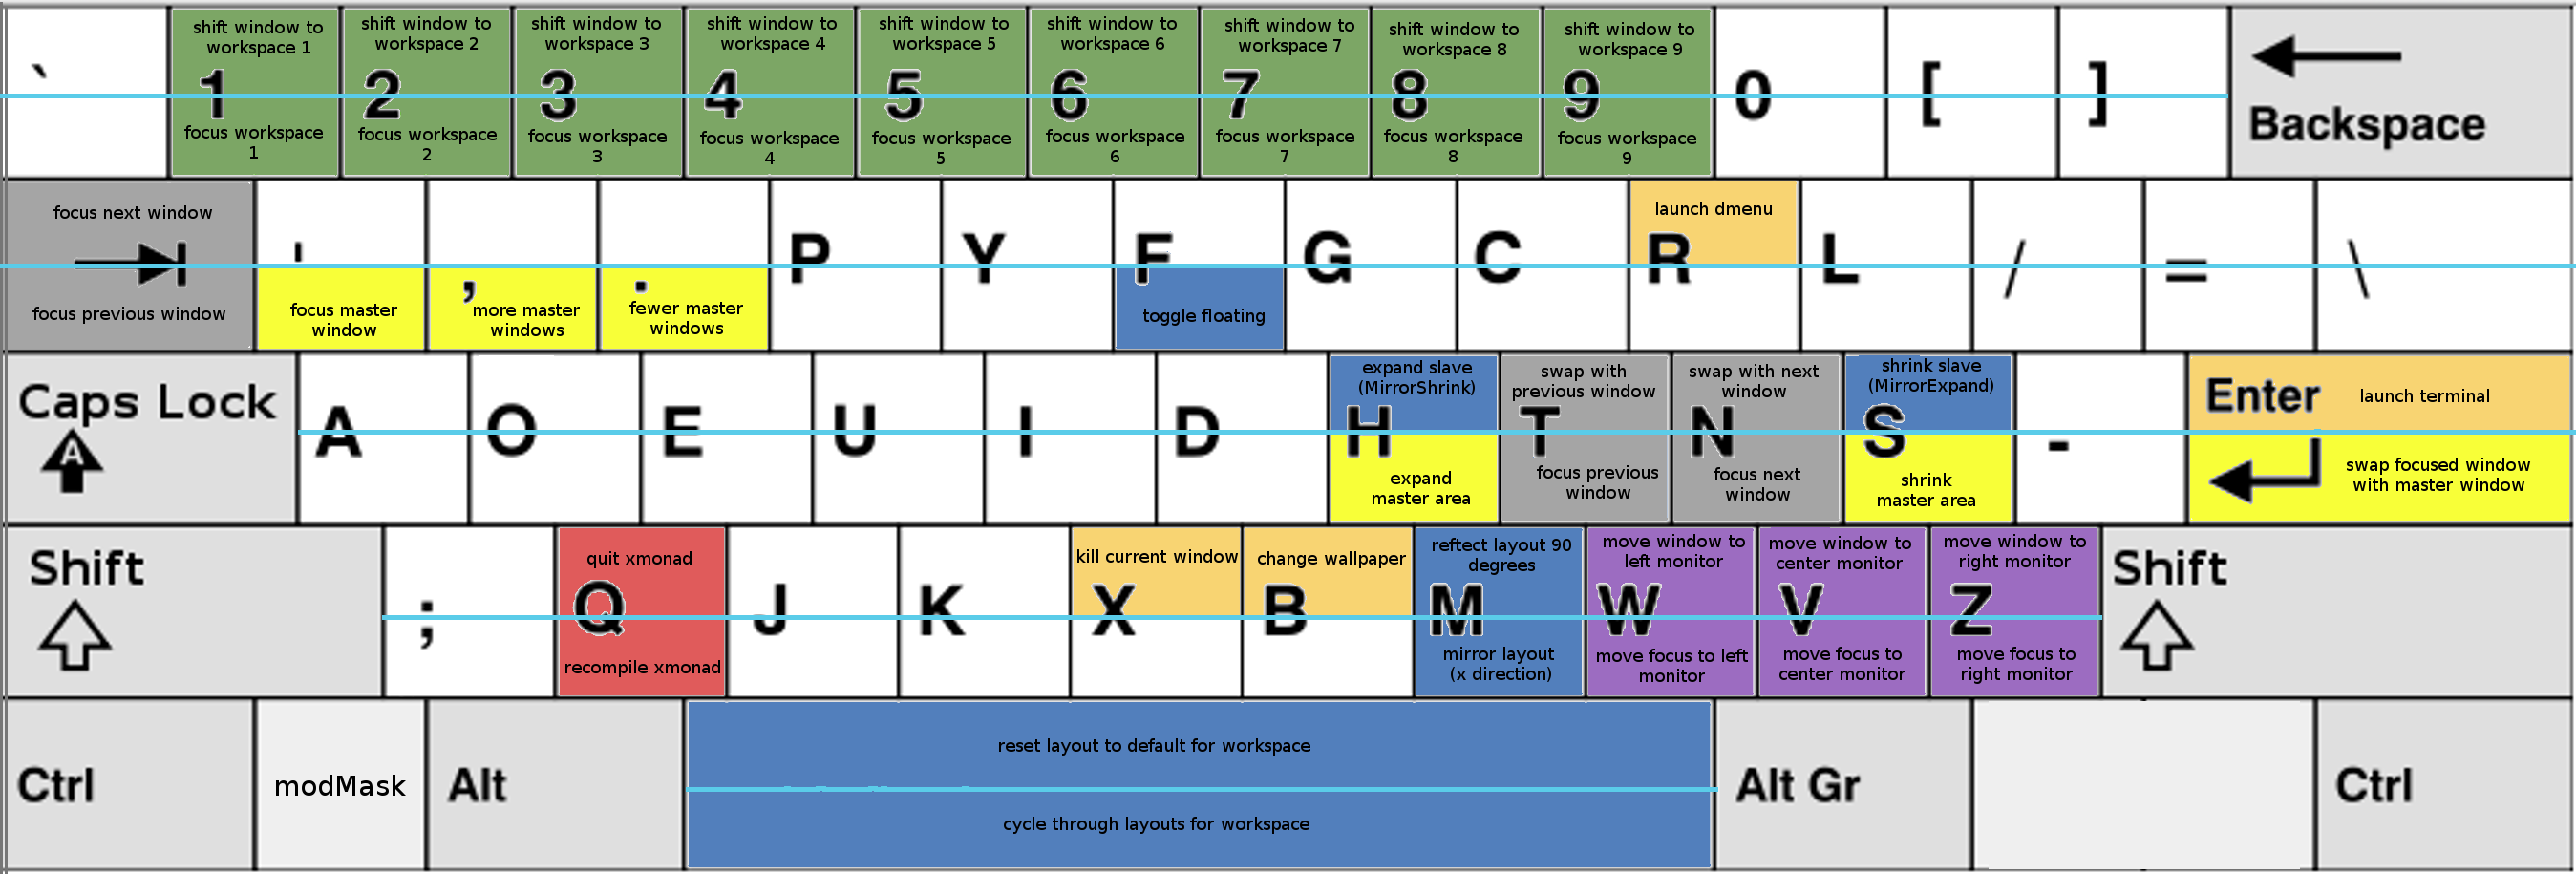 `
shift window to
workspace 1
1
focus workspace
1
shift window to
workspace 2
2
focus workspace
2
shift window to
workspace 3
3
focus workspace
3
shift window to
workspace 4
4
focus workspace
4
shift window to
workspace 5
5
focus workspace
5
shift window to
workspace 6
6
focus workspace
6
shift window to
workspace 7
7
focus workspace
7
shift window to
workspace 8
8
focus workspace
8
shift window to
workspace 9
9
focus workspace
9
0
[
]
Backspace
focus next window
focus previous window
'
focus master
window
,
more master
windows
.
fewer master
windows
P
Y
F
toggle floating
G
C
launch dmenu
R
L
/
=
\
Caps Lock
A
A
O
E
U
I
D
expand slave
(MirrorShrink)
H
expand
master area
swap with
previous window
T
focus previous
window
swap with next
window
N
focus next
window
shrink slave
(MirrorExpand)
S
shrink
master area
-
Enter
launch terminal
swap focused window
with master window
Shift
;
quit xmonad
Q
recompile xmonad
J
K
kill current window
X
change wallpaper
B
reftect layout 90
degrees
M
mirror layout
(x direction)
move window to
left monitor
W
move focus to left
monitor
move window to
center monitor
V
move focus to
center monitor
move window to
right monitor
Z
move focus to
right monitor
Shift
Ctrl
modMask
Alt
reset layout to default for workspace
cycle through layouts for workspace
Alt Gr
Ctrl